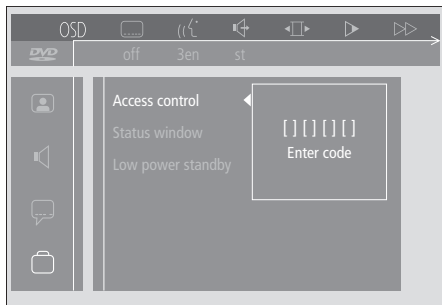 OSD
DVD off 3en st
Access control
Status window
Low power standby
[ ] [ ] [ ] [ ]
Enter code